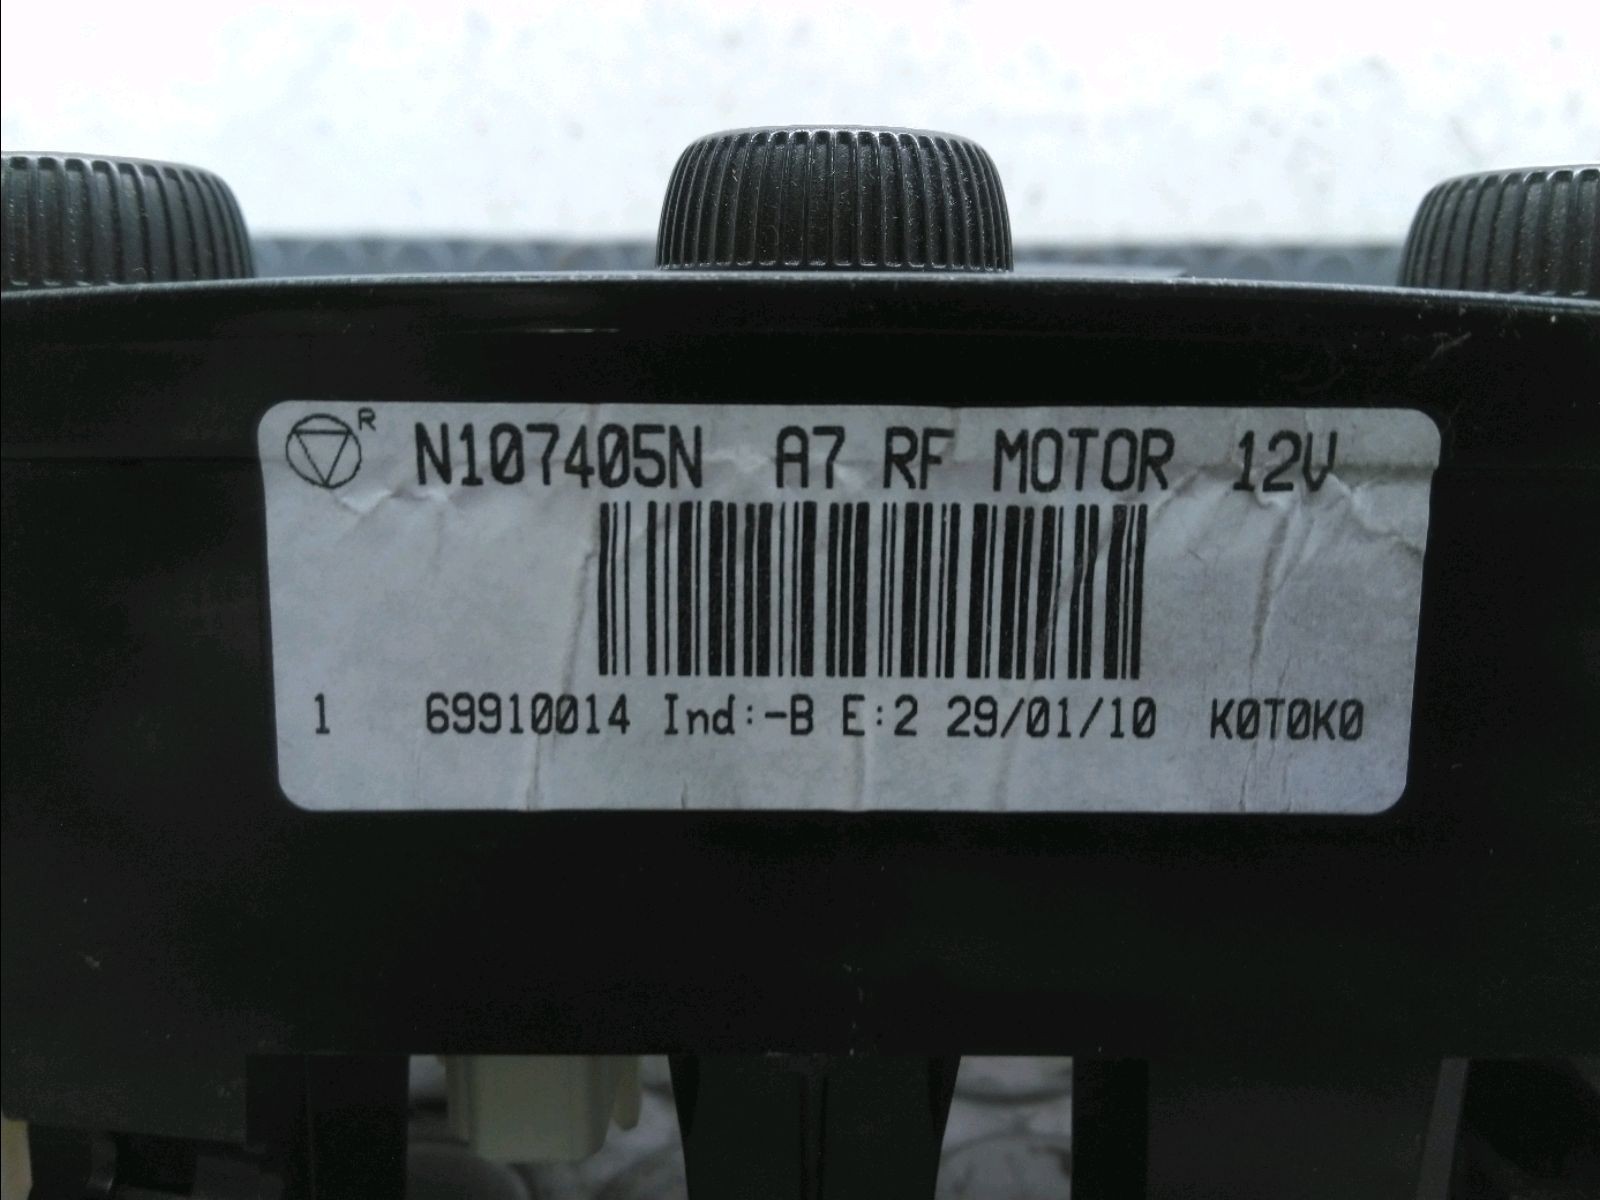 R N107405N A7 RF MOTOR 12V
1 69910014 Ind:-B E:2 29/01/10 K0T0K0